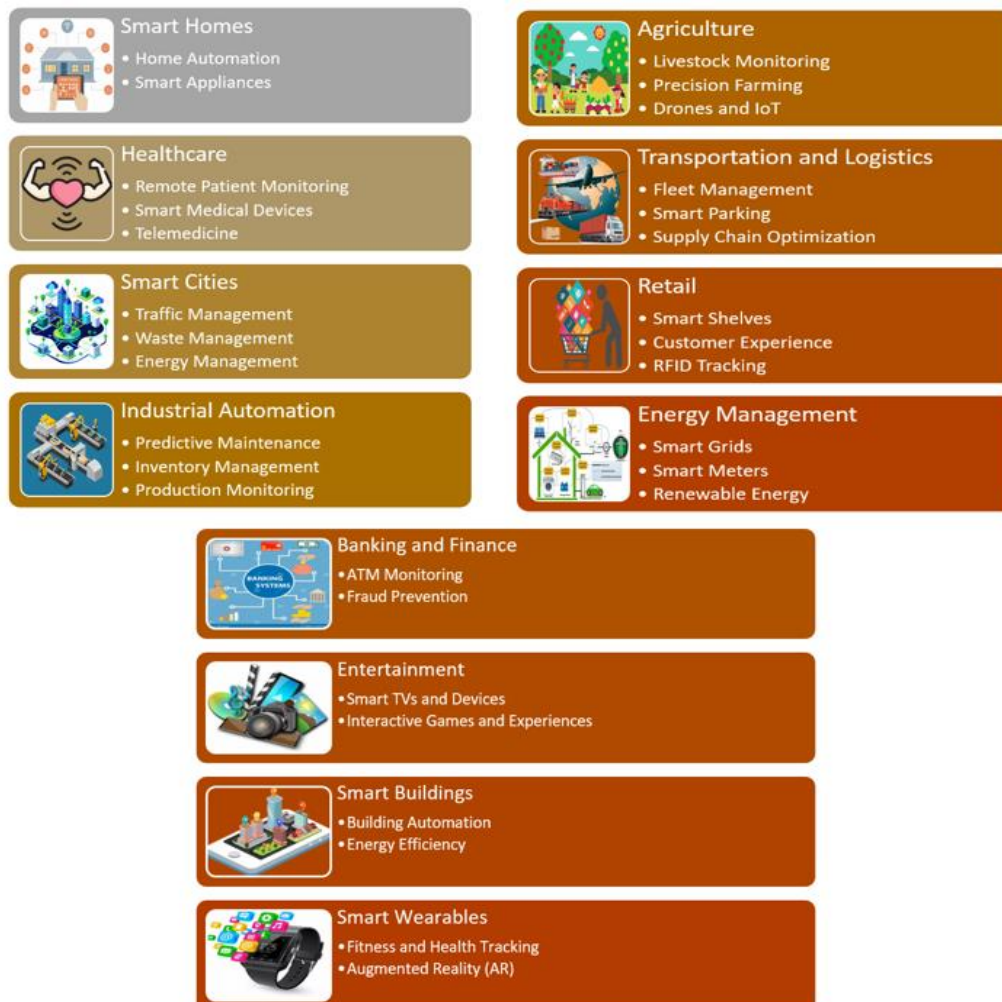 Smart Homes
• Home Automation
• Smart Appliances
Healthcare
• Remote Patient Monitoring
• Smart Medical Devices
• Telemedicine
Smart Cities
• Traffic Management
• Waste Management
• Energy Management
Industrial Automation
• Predictive Maintenance
• Inventory Management
• Production Monitoring
Agriculture
• Livestock Monitoring
• Precision Farming
• Drones and IoT
Transportation and Logistics
• Fleet Management
• Smart Parking
• Supply Chain Optimization
Retail
• Smart Shelves
• Customer Experience
• RFID Tracking
Energy Management
• Smart Grids
• Smart Meters
• Renewable Energy
Banking and Finance
• ATM Monitoring
• Fraud Prevention
BANKING
SYSTEMS
Entertainment
• Smart TVs and Devices
• Interactive Games and Experiences
Smart Buildings
• Building Automation
• Energy Efficiency
Smart Wearables
• Fitness and Health Tracking
• Augmented Reality (AR)